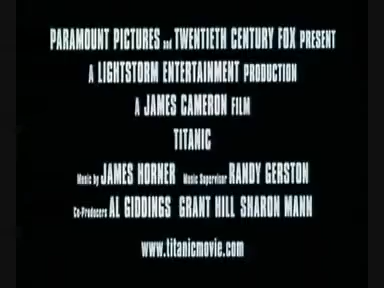 PARAMOUNT PICTURES and TWENTIETH CENTURY FOX PRESENT
A LIGHTSTORM ENTERTAINMENT PRODUCTION
A JAMES CAMERON FILM
TITANIC
Music by JAMES HORNER Music Supervisor RANDY GERSTON
Co-Producers AL GIDDINGS GRANT HILL SHARON MANN
www.titanicmovie.com